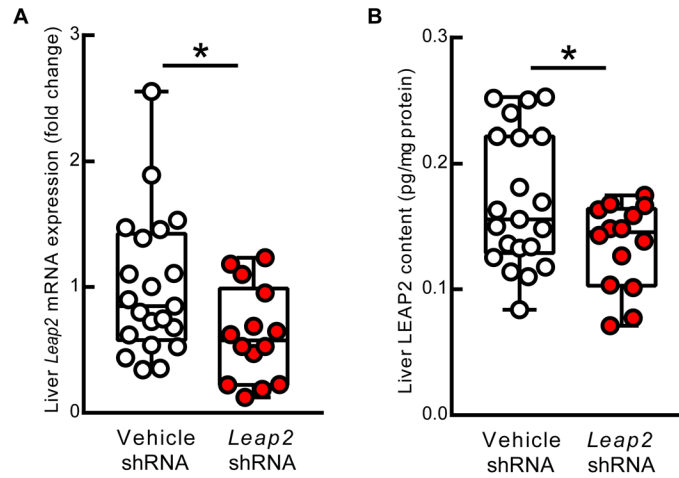 A
Liver Leap2 mRNA expression (fold change)
3
2
1
0
*
Vehicle
shRNA
Leap2
shRNA
B
Liver LEAP2 content (pg/mg protein)
0.3
0.2
0.1
0.0
*
Vehicle
shRNA
Leap2
shRNA